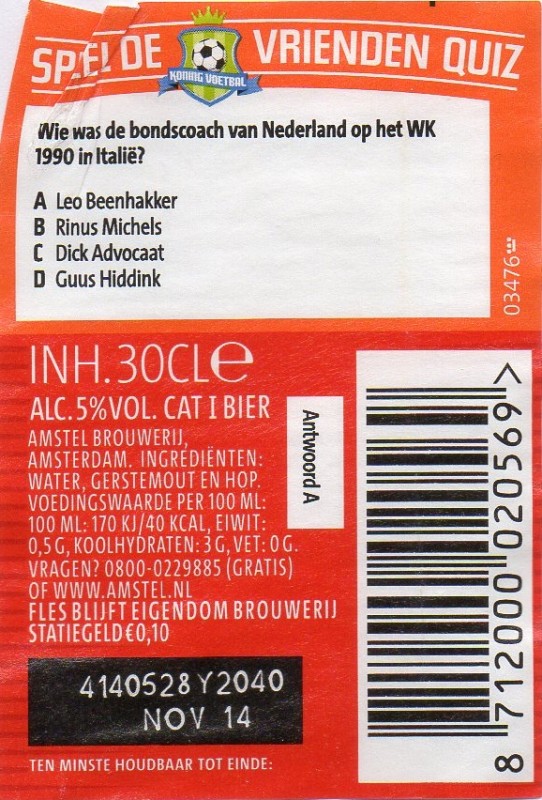 SPEEL DE VRIENDEN QUIZ
KONING VOETBAL
Wie was de bondscoach van Nederland op het WK
1990 in Italië?
A Leo Beenhakker
B Rinus Michels
C Dick Advocaat
D Guus Hiddink
03476
INH. 30CL e
ALC. 5% VOL. CAT I BIER
AMSTEL BROUWERIJ,
AMSTERDAM. INGREDIËNTEN:
WATER, GERSTEMOUT EN HOP.
VOEDINGSWAARDE PER 100 ML:
100 ML: 170 KJ/40 KCAL, EIWIT:
0,5 G, KOOLHYDRATEN: 3 G, VET: 0 G.
VRAGEN? 0800-0229885 (GRATIS)
OF WWW.AMSTEL.NL
FLES BLIJFT EIGENDOM BROUWERIJ
STATIEGELD €0,10
Antwoord A
4140528Y2040
NOV 14
TEN MINSTE HOUDBAAR TOT EINDE:
8 712000 020569 >